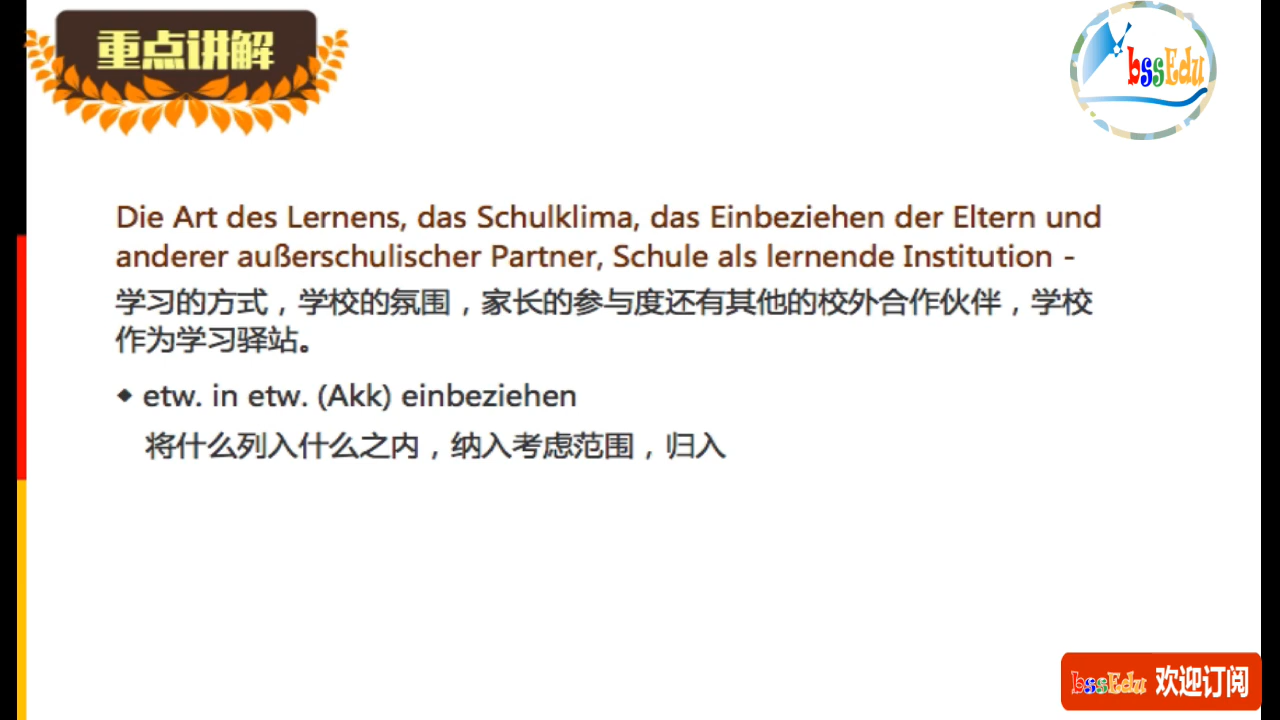 重点讲解
bssEdu
Die Art des Lernens, das Schulklima, das Einbeziehen der Eltern und
anderer außerschulischer Partner, Schule als lernende Institution -
学习的方式，学校的氛围，家长的参与度还有其他的校外合作伙伴，学校
作为学习驿站。
◆ etw. in etw. (Akk) einbeziehen
将什么列入什么之内，纳入考虑范围，归入
bssEdu 欢迎订阅